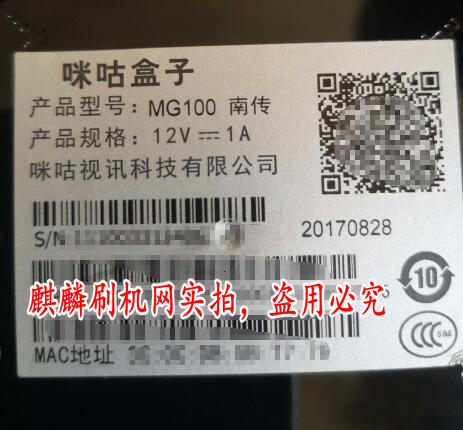 咪咕盒子
产品型号：MG100 南传
产品规格：12V⎓1A
咪咕视讯科技有限公司
S/N
20170828
麒麟刷机网实拍，盗用必究
10
CCC
S&E
MAC地址